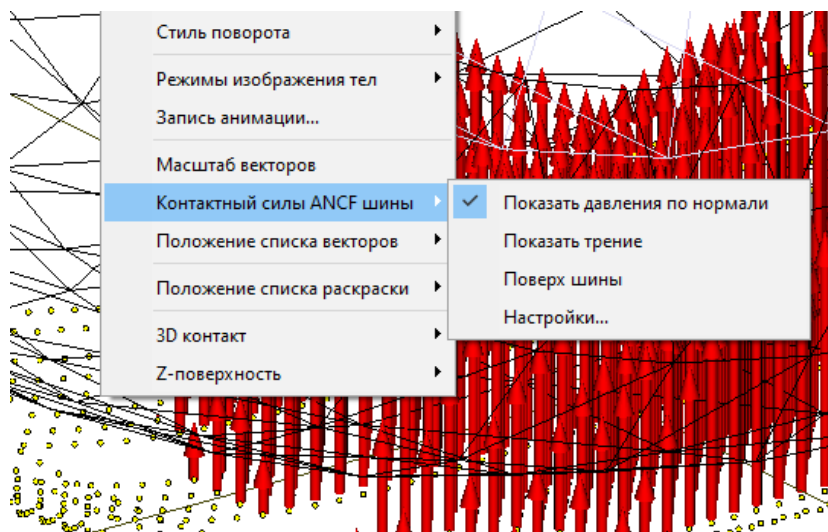 Стиль поворота
Режимы изображения тел
Запись анимации...
Масштаб векторов
Контактный силы ANCF шины
Положение списка векторов
Положение списка раскраски
3D контакт
Z-поверхность
Показать давления по нормали
Показать трение
Поверх шины
Настройки...